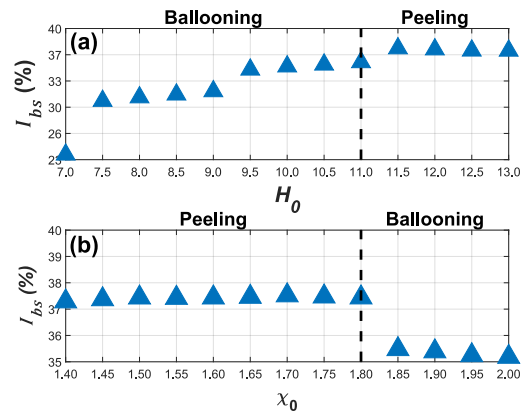 Ballooning Peeling
(a)
I_bs (%)
40
37
33
30
26
23
7.0 7.5 8.0 8.5 9.0 9.5 10.0 10.5 11.0 11.5 12.0 12.5 13.0
H_0
Peeling Ballooning
(b)
I_bs (%)
40
39
38
37
36
35
1.40 1.45 1.50 1.55 1.60 1.65 1.70 1.75 1.80 1.85 1.90 1.95 2.00
χ_0